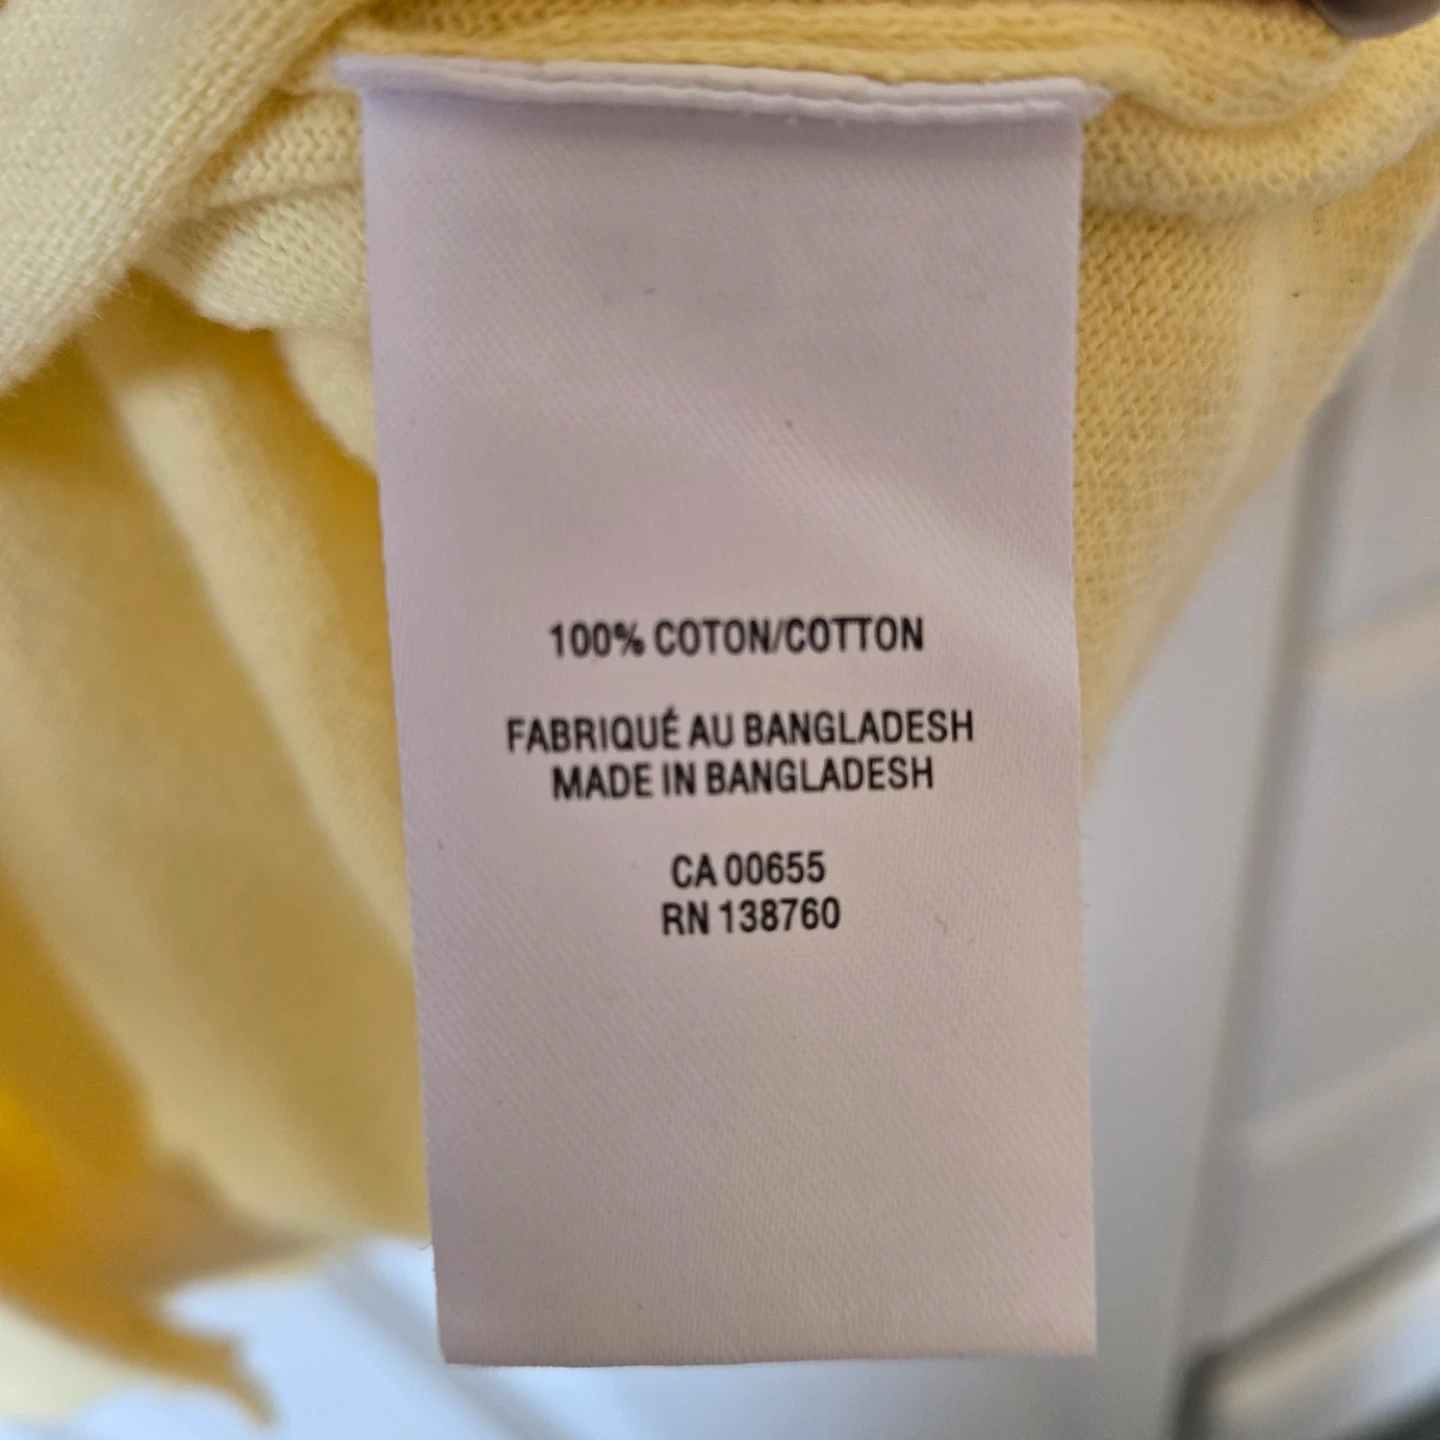 100% COTON/COTTON
FABRIQUÉ AU BANGLADESH
MADE IN BANGLADESH
CA 00655
RN 138760